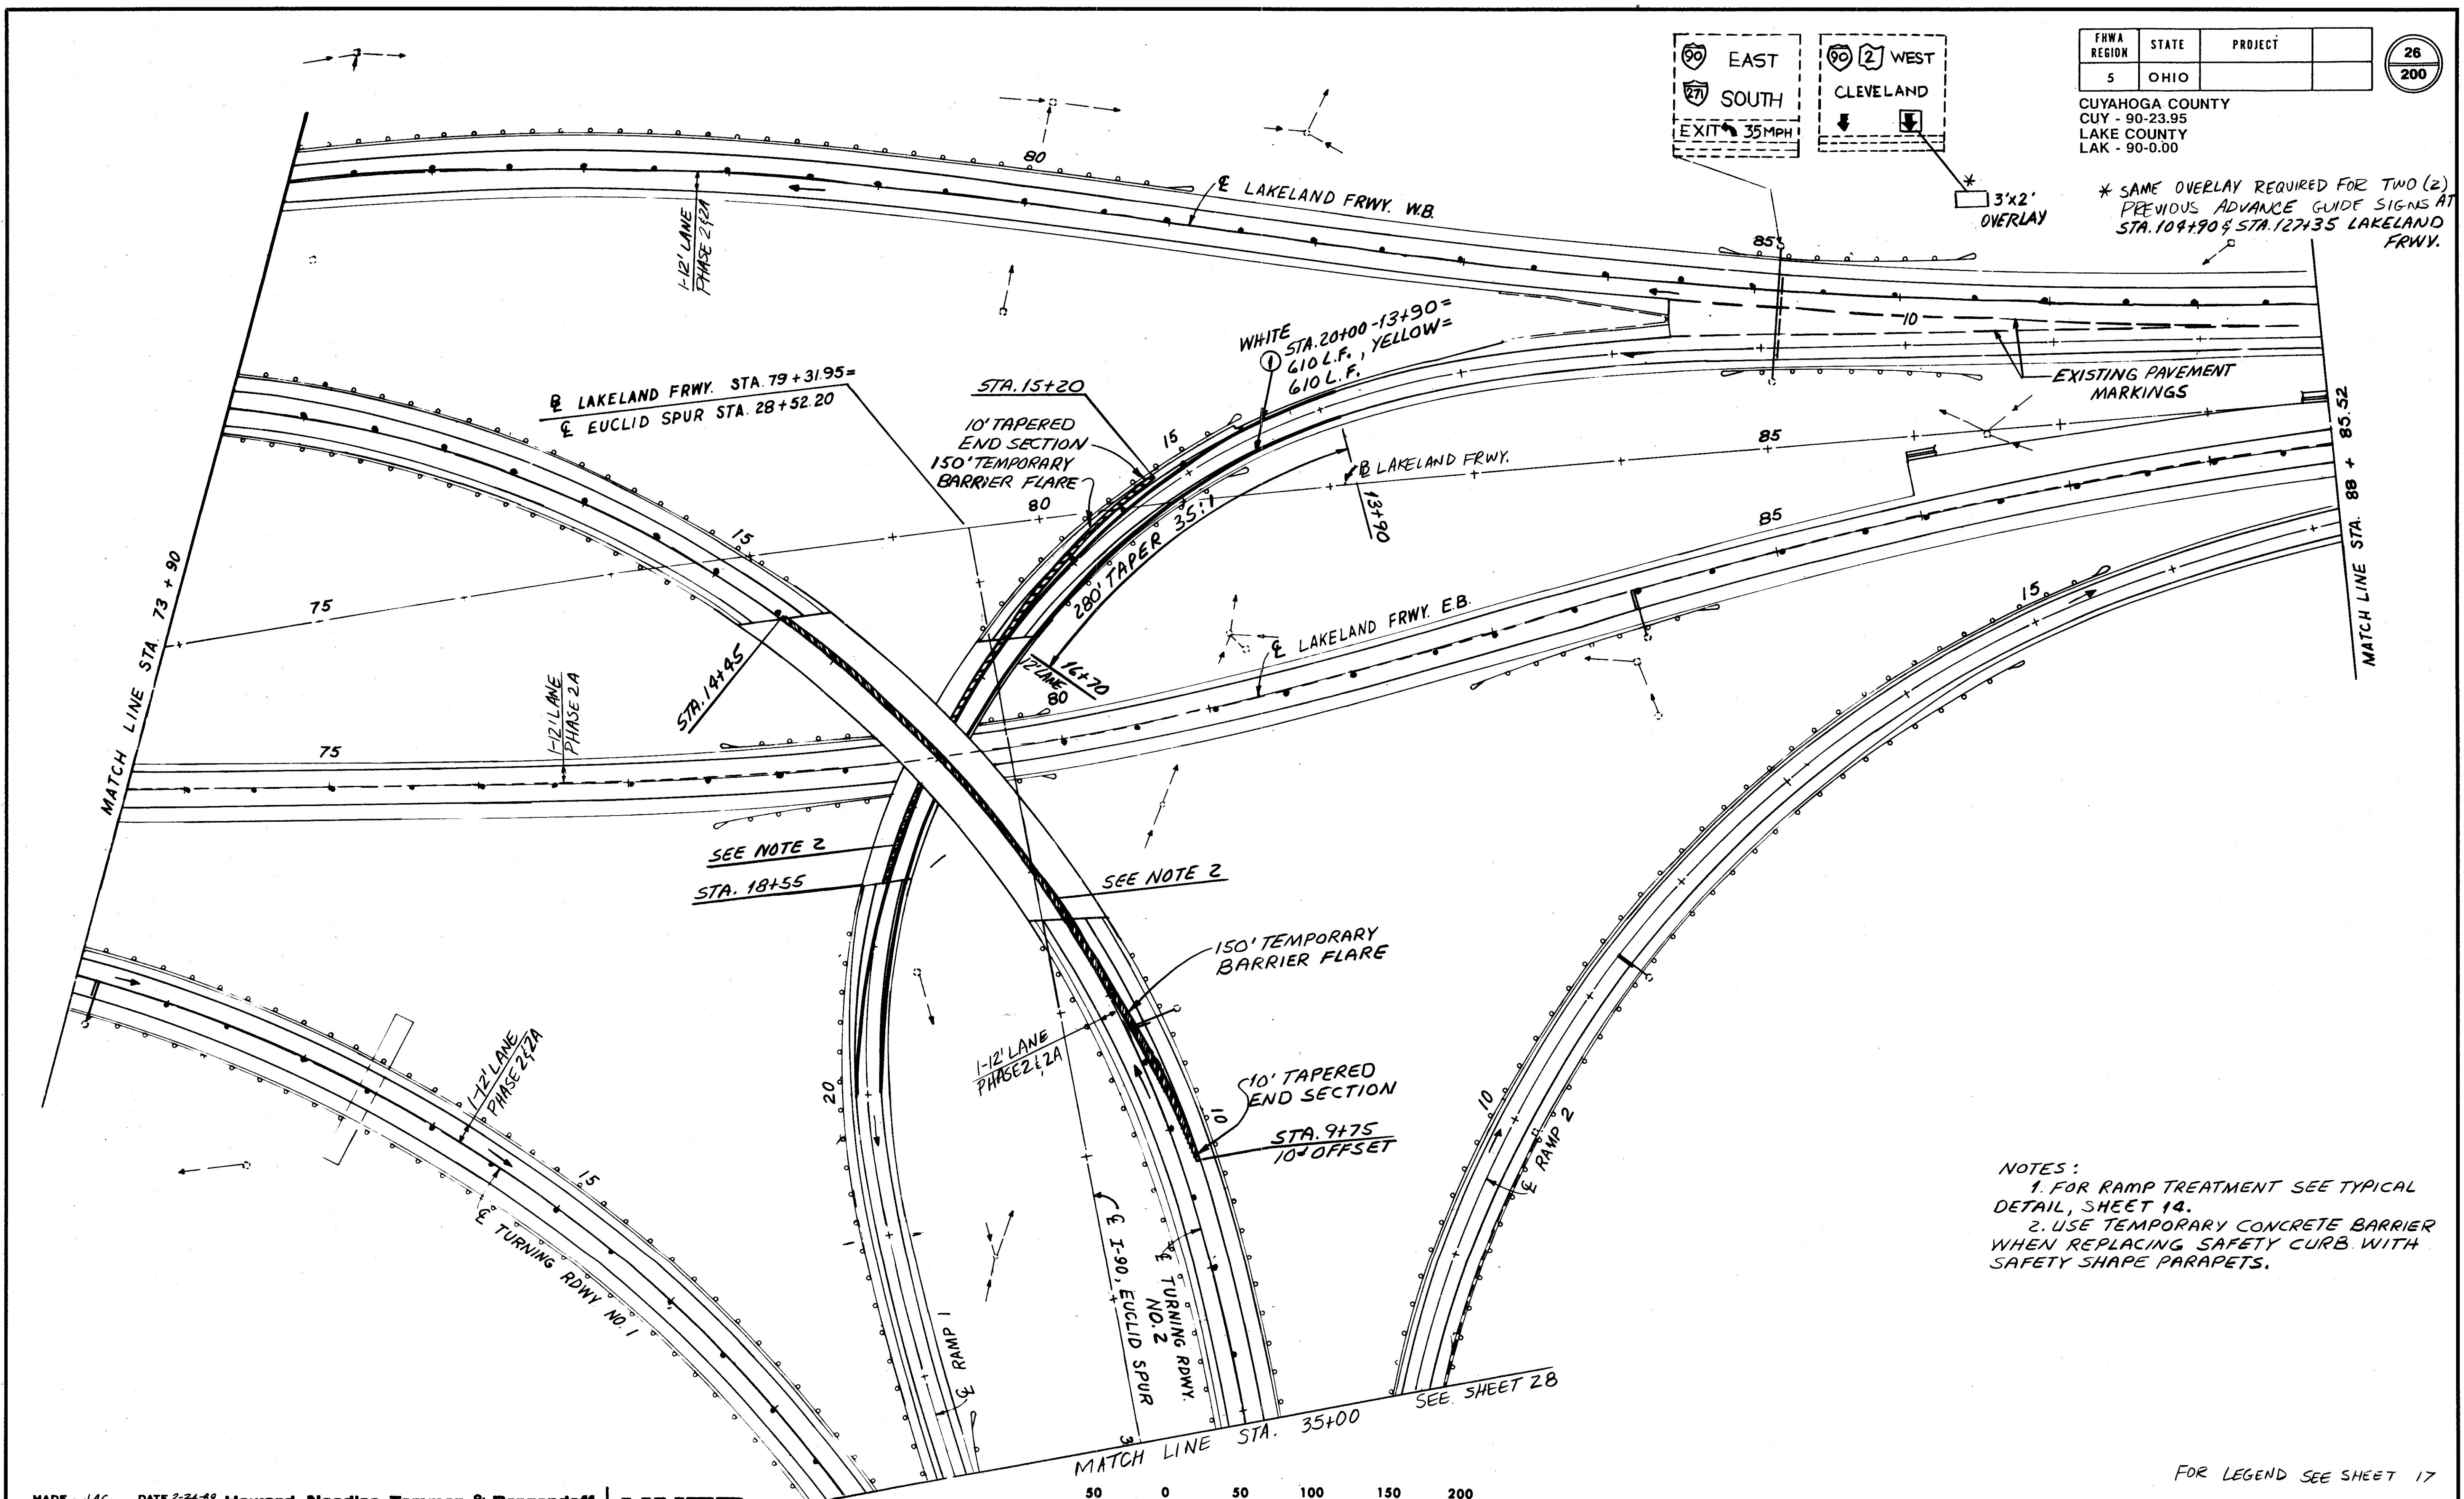 FHWA REGION STATE PROJECT
5 OHIO
26
200
CUYAHOGA COUNTY
CUY - 90-23.95
LAKE COUNTY
LAK - 90-0.00
90 EAST
271 SOUTH
EXIT 35 MPH
90 2 WEST
CLEVELAND
*
3'x2'
OVERLAY
* SAME OVERLAY REQUIRED FOR TWO (2)
PREVIOUS ADVANCE GUIDE SIGNS AT
STA. 104+90 & STA. 127+35 LAKELAND
FRWY.
80
℄ LAKELAND FRWY. W.B.
85
1-12' LANE
PHASE 2 & 2A
10
WHITE
1
STA. 20+00 - 13+90 =
610 L.F., YELLOW =
610 L.F.
EXISTING PAVEMENT
MARKINGS
B LAKELAND FRWY. STA. 79 + 31.95 =
℄ EUCLID SPUR STA. 28 + 52.20
STA. 15+20
10' TAPERED
END SECTION
150' TEMPORARY
BARRIER FLARE
15
80
85
B LAKELAND FRWY.
13+90
280' TAPER 35:1
85
MATCH LINE STA. 88 + 85.52
15
75
MATCH LINE STA. 73 + 90
STA. 14+45
16+70
12' LANE
80
℄ LAKELAND FRWY. E.B.
15
1-12' LANE
PHASE 2A
75
SEE NOTE 2
STA. 18+55
SEE NOTE 2
150' TEMPORARY
BARRIER FLARE
1-12' LANE
PHASE 2 & 2A
1-12' LANE
PHASE 2 & 2A
20
10' TAPERED
END SECTION
10
STA. 9+75
10' OFFSET
10
℄ RAMP 2
15
℄ TURNING RDWY NO. 1
℄ RAMP 1
℄ I-90, EUCLID SPUR
℄ TURNING RDWY.
NO. 2
3
NOTES:
1. FOR RAMP TREATMENT SEE TYPICAL
DETAIL, SHEET 14.
2. USE TEMPORARY CONCRETE BARRIER
WHEN REPLACING SAFETY CURB WITH
SAFETY SHAPE PARAPETS.
MATCH LINE STA. 35+00 SEE SHEET 28
FOR LEGEND SEE SHEET 17
50 0 50 100 150 200